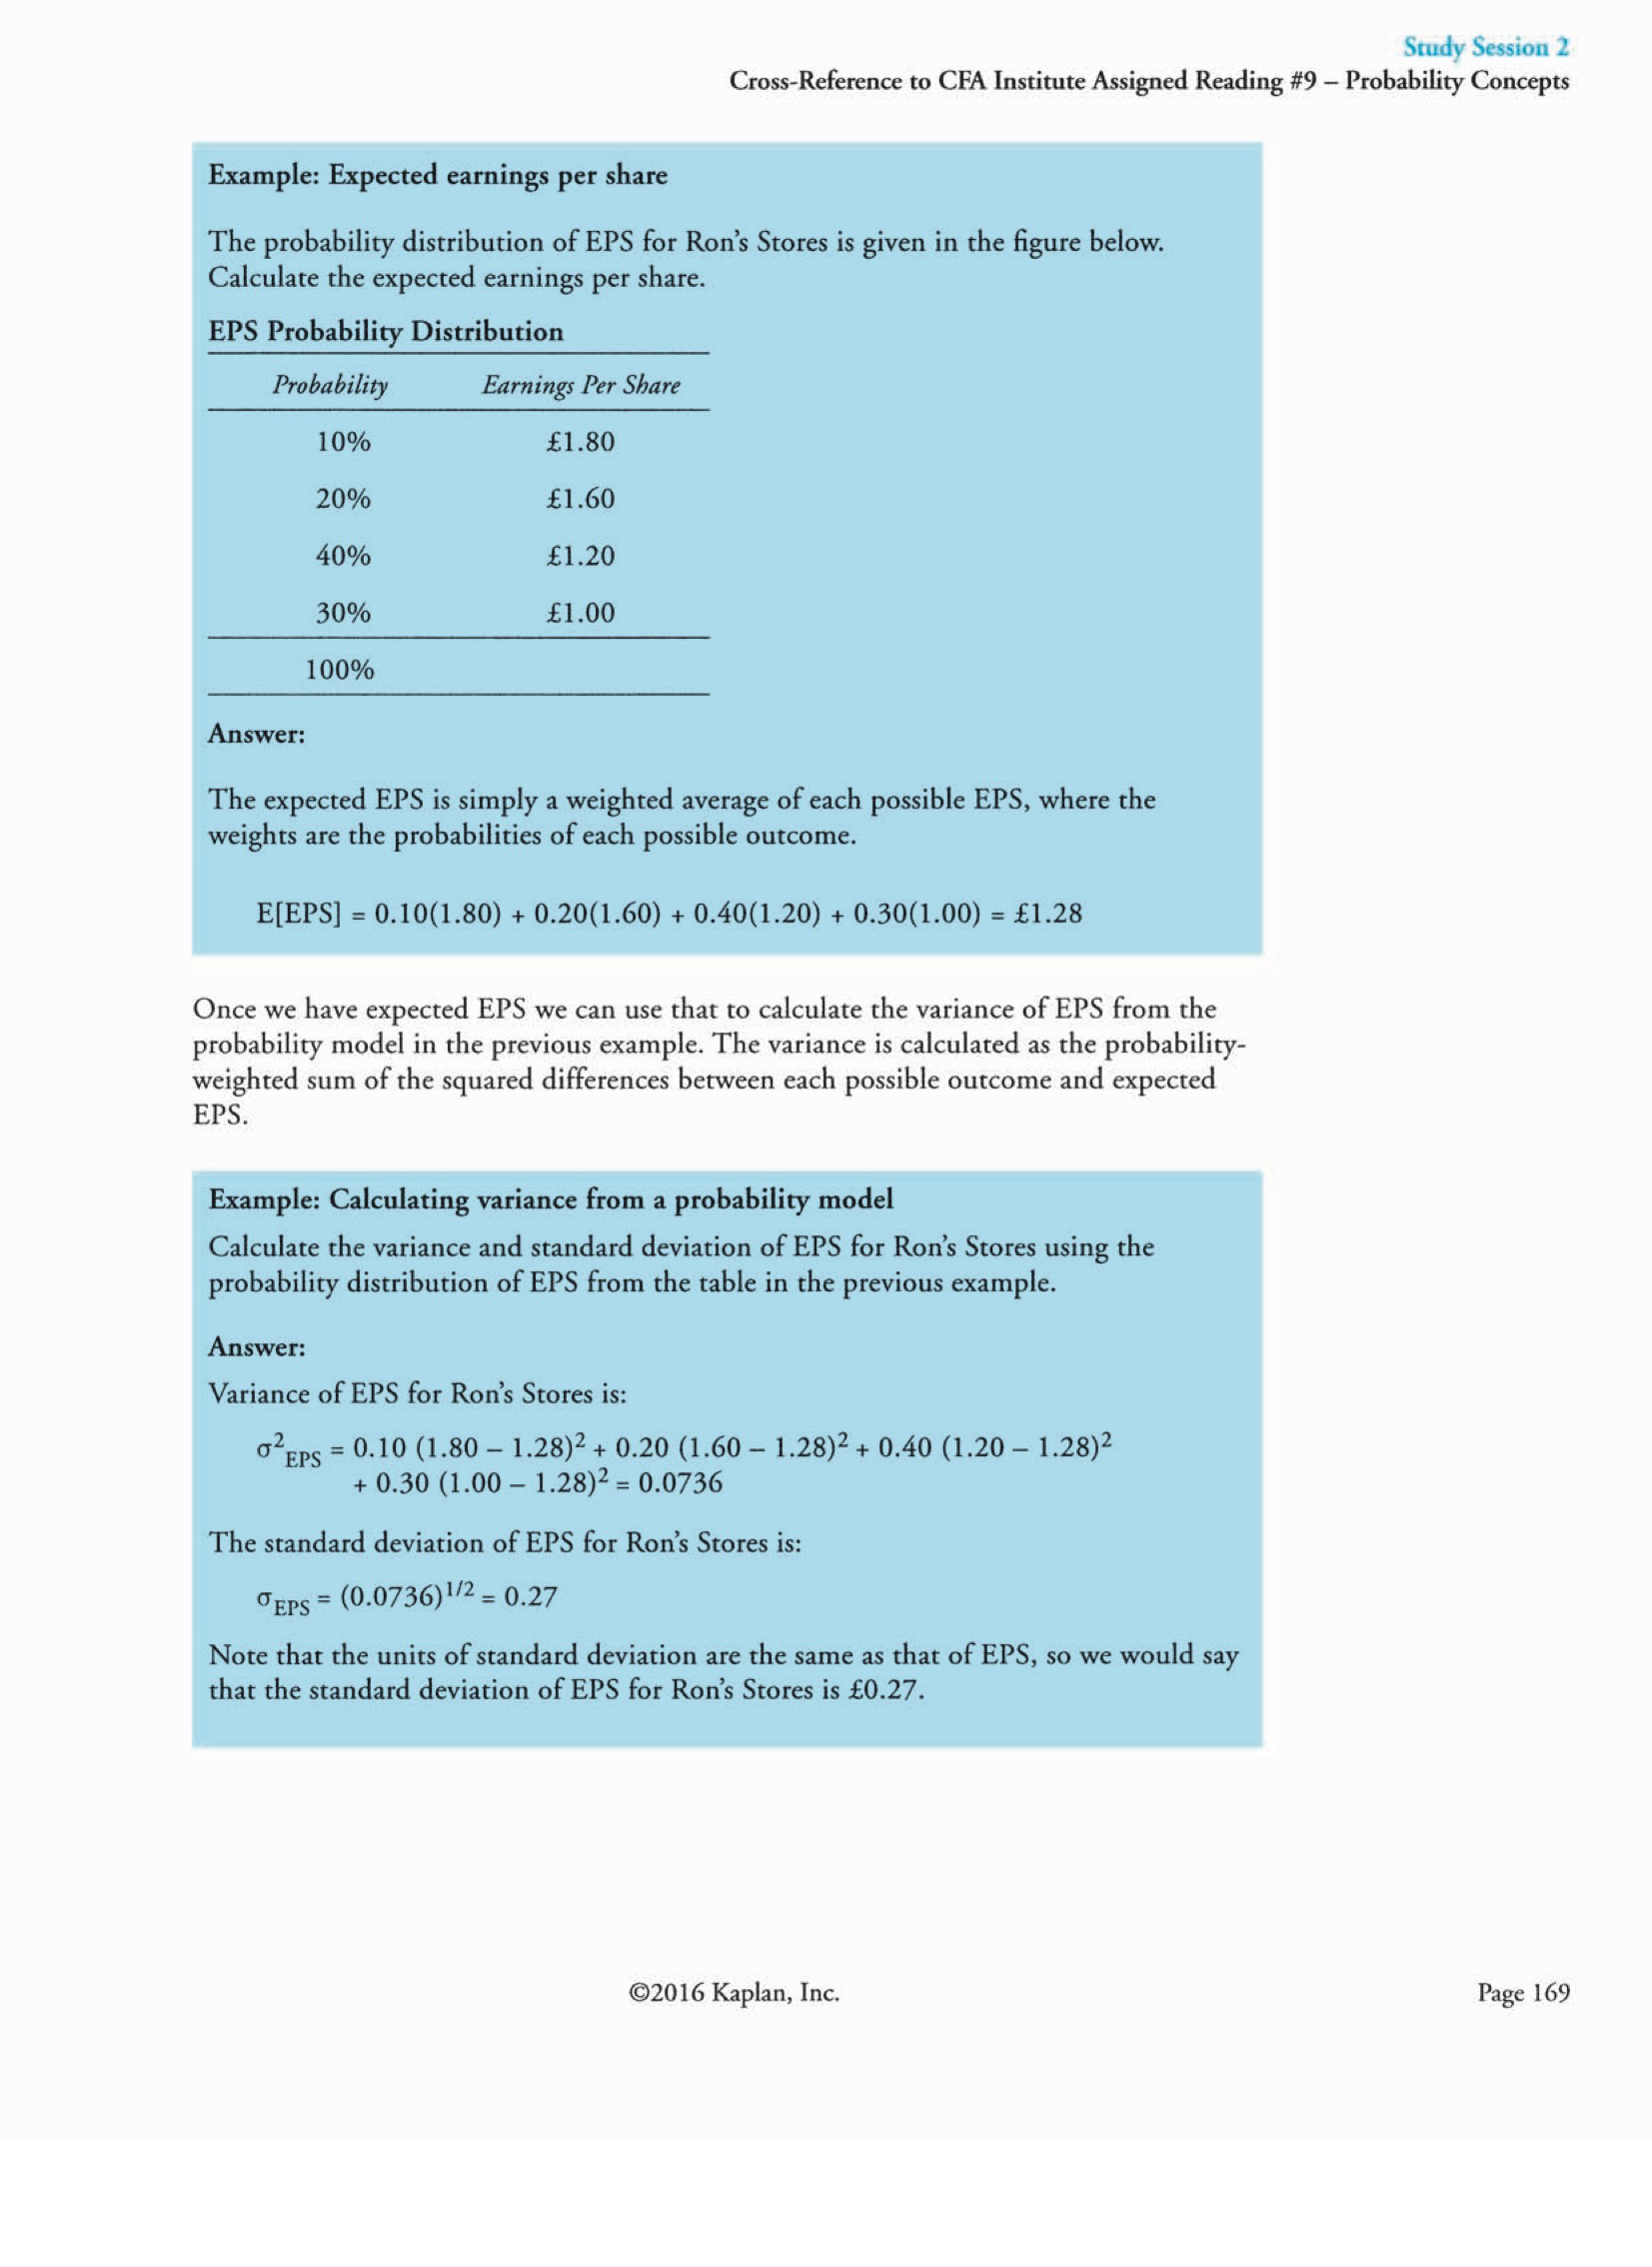 Study Session 2
Cross-Reference to CFA Institute Assigned Reading #9 – Probability Concepts
Example: Expected earnings per share
The probability distribution of EPS for Ron's Stores is given in the figure below.
Calculate the expected earnings per share.
EPS Probability Distribution
Probability Earnings Per Share
10% £1.80
20% £1.60
40% £1.20
30% £1.00
100%
Answer:
The expected EPS is simply a weighted average of each possible EPS, where the
weights are the probabilities of each possible outcome.
E[EPS] = 0.10(1.80) + 0.20(1.60) + 0.40(1.20) + 0.30(1.00) = £1.28
Once we have expected EPS we can use that to calculate the variance of EPS from the
probability model in the previous example. The variance is calculated as the probability-
weighted sum of the squared differences between each possible outcome and expected
EPS.
Example: Calculating variance from a probability model
Calculate the variance and standard deviation of EPS for Ron's Stores using the
probability distribution of EPS from the table in the previous example.
Answer:
Variance of EPS for Ron's Stores is:
σ²EPS = 0.10 (1.80 – 1.28)² + 0.20 (1.60 – 1.28)² + 0.40 (1.20 – 1.28)²
+ 0.30 (1.00 – 1.28)² = 0.0736
The standard deviation of EPS for Ron's Stores is:
σEPS = (0.0736)^1/2 = 0.27
Note that the units of standard deviation are the same as that of EPS, so we would say
that the standard deviation of EPS for Ron's Stores is £0.27.
©2016 Kaplan, Inc. Page 169